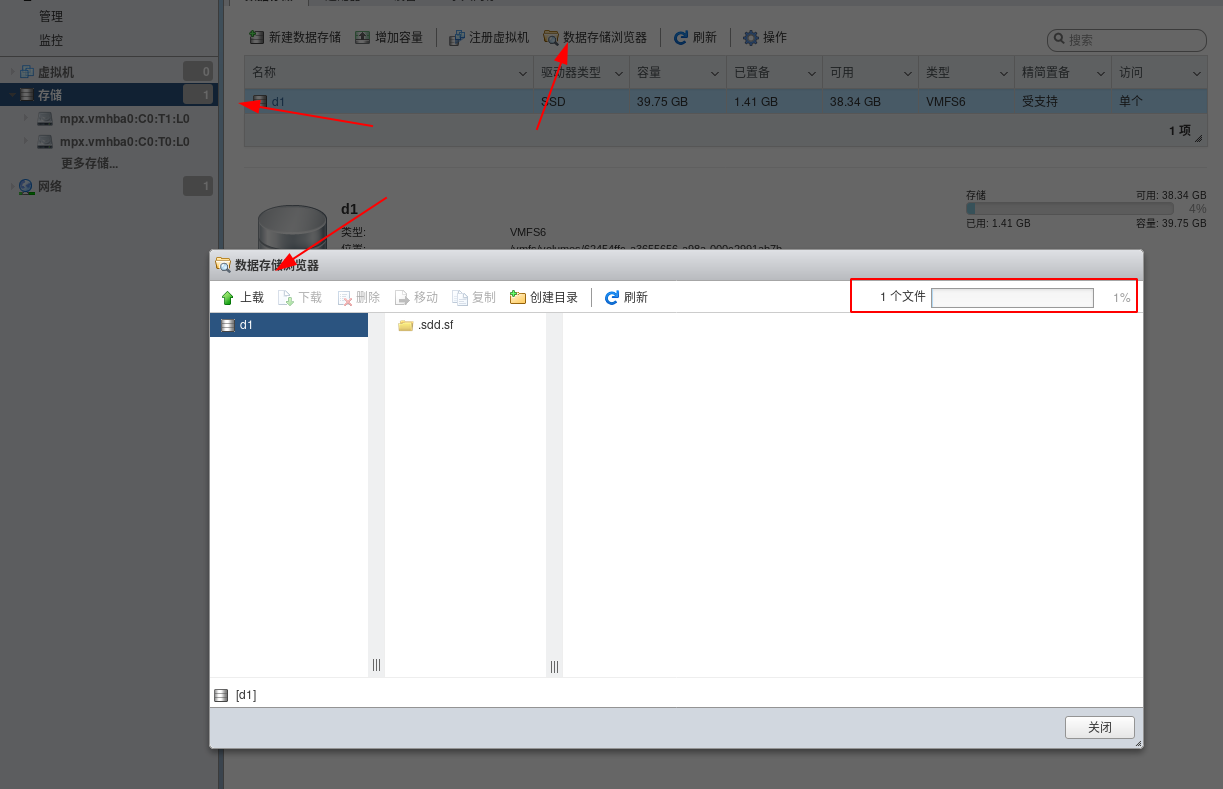 管理
监控
虚拟机 0
存储 1
mpx.vmhba0:C0:T1:L0
mpx.vmhba0:C0:T0:L0
更多存储...
网络 1
新建数据存储 增加容量 注册虚拟机 数据存储浏览器 刷新 操作 搜索
名称 驱动器类型 容量 已置备 可用 类型 精简置备 访问
d1 SSD 39.75 GB 1.41 GB 38.34 GB VMFS6 受支持 单个
1 项
d1
类型: VMFS6
存储 可用: 38.34 GB
4%
已用: 1.41 GB 容量: 39.75 GB
数据存储浏览器
上载 下载 删除 移动 复制 创建目录 刷新 1 个文件 1%
d1 .sdd.sf
[d1]
关闭